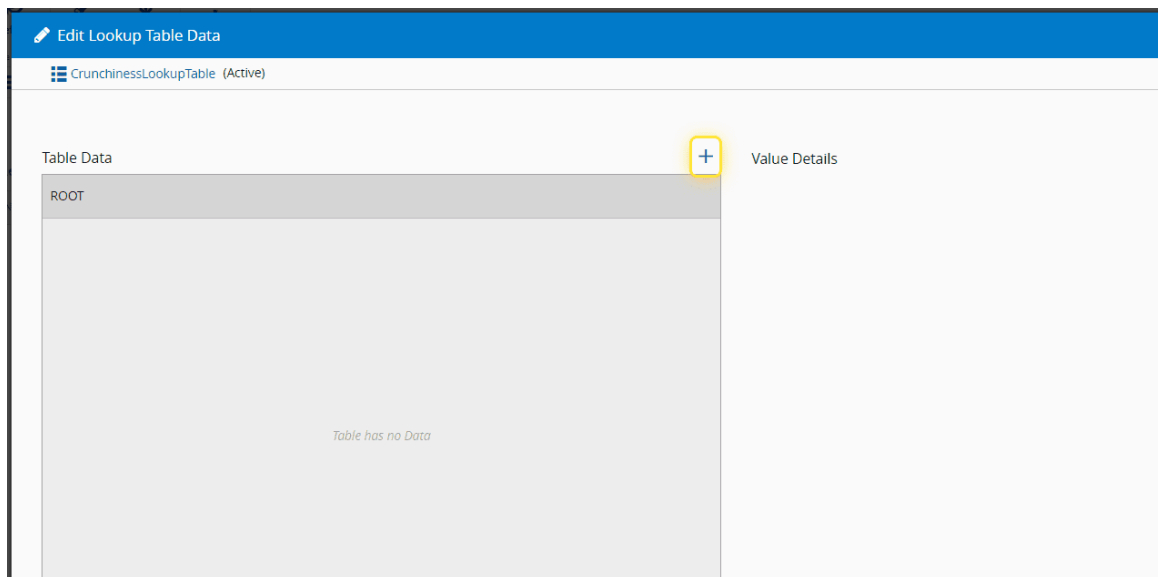 Edit Lookup Table Data
CrunchinessLookupTable (Active)
Table Data
+
Value Details
ROOT
Table has no Data